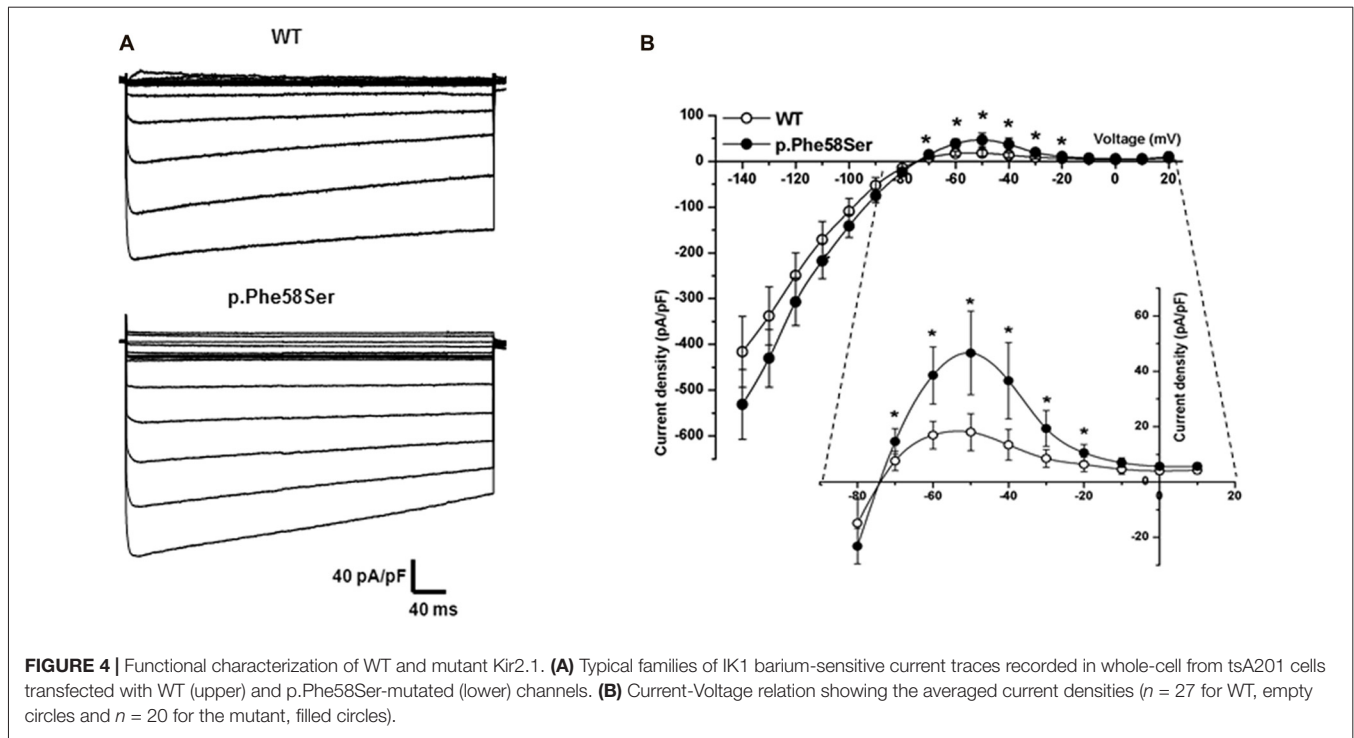 A
WT
p.Phe58Ser
40 pA/pF
40 ms
B
WT
p.Phe58Ser
Voltage (mV)
100
0
-100
-200
-300
-400
-500
-600
-140 -120 -100 -80 -60 -40 -20 0 20
Current density (pA/pF)
* * * * * *
* * * * * *
60
40
20
0
-20
-80 -60 -40 -20 0 20
Current density (pA/pF)
FIGURE 4 | Functional characterization of WT and mutant Kir2.1. (A) Typical families of IK1 barium-sensitive current traces recorded in whole-cell from tsA201 cells
transfected with WT (upper) and p.Phe58Ser-mutated (lower) channels. (B) Current-Voltage relation showing the averaged current densities (n = 27 for WT, empty
circles and n = 20 for the mutant, filled circles).